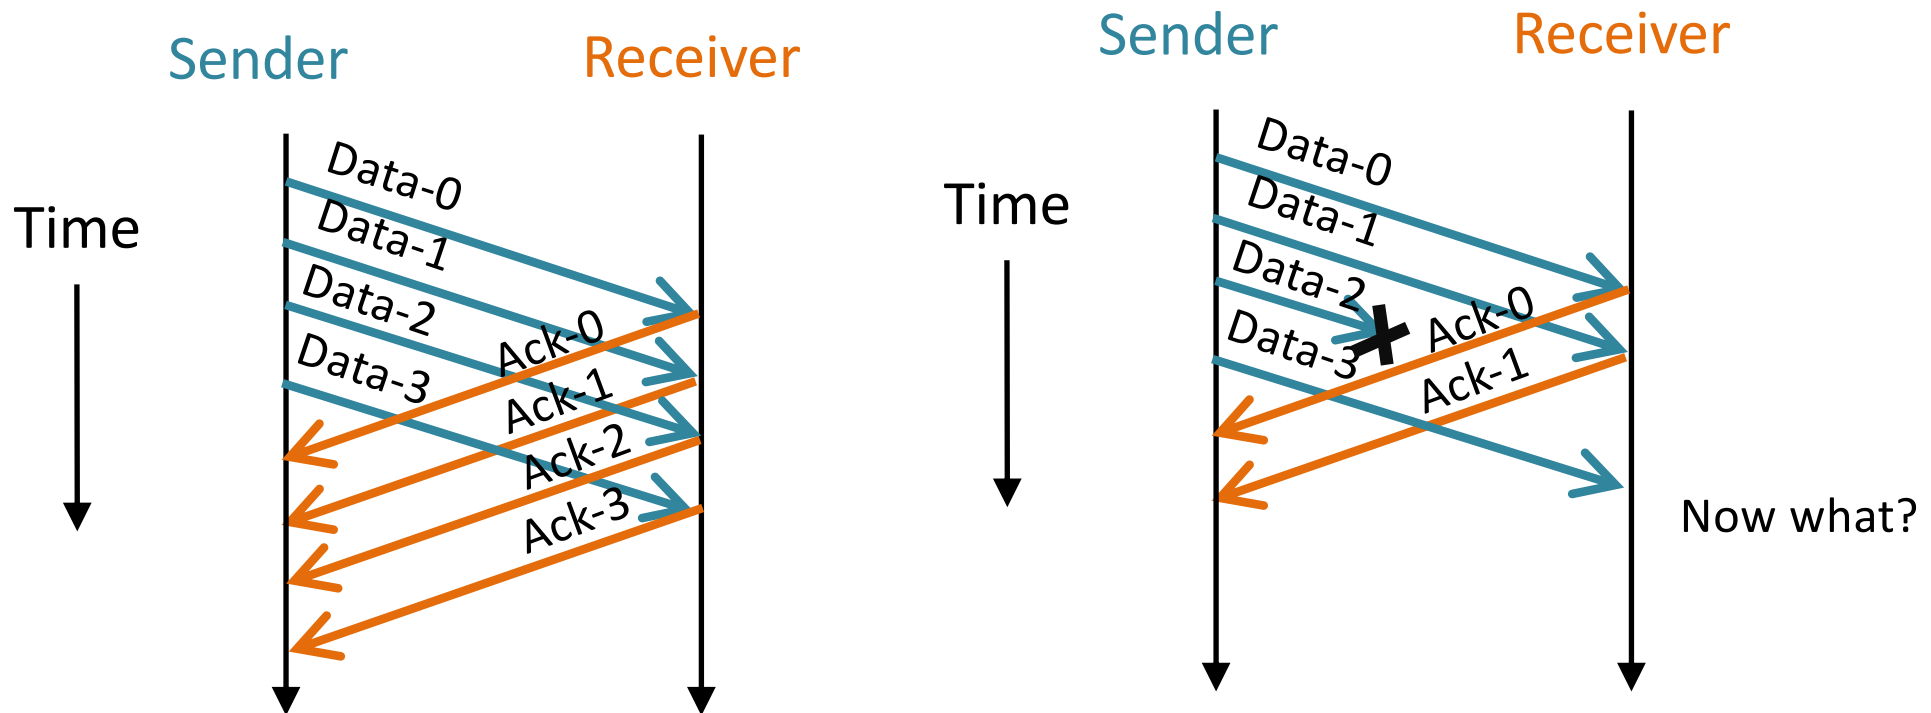 Sender
Receiver
Time
Data-0
Data-1
Data-2
Data-3
Ack-0
Ack-1
Ack-2
Ack-3
Sender
Receiver
Time
Data-0
Data-1
Data-2
Data-3
Ack-0
Ack-1
Now what?